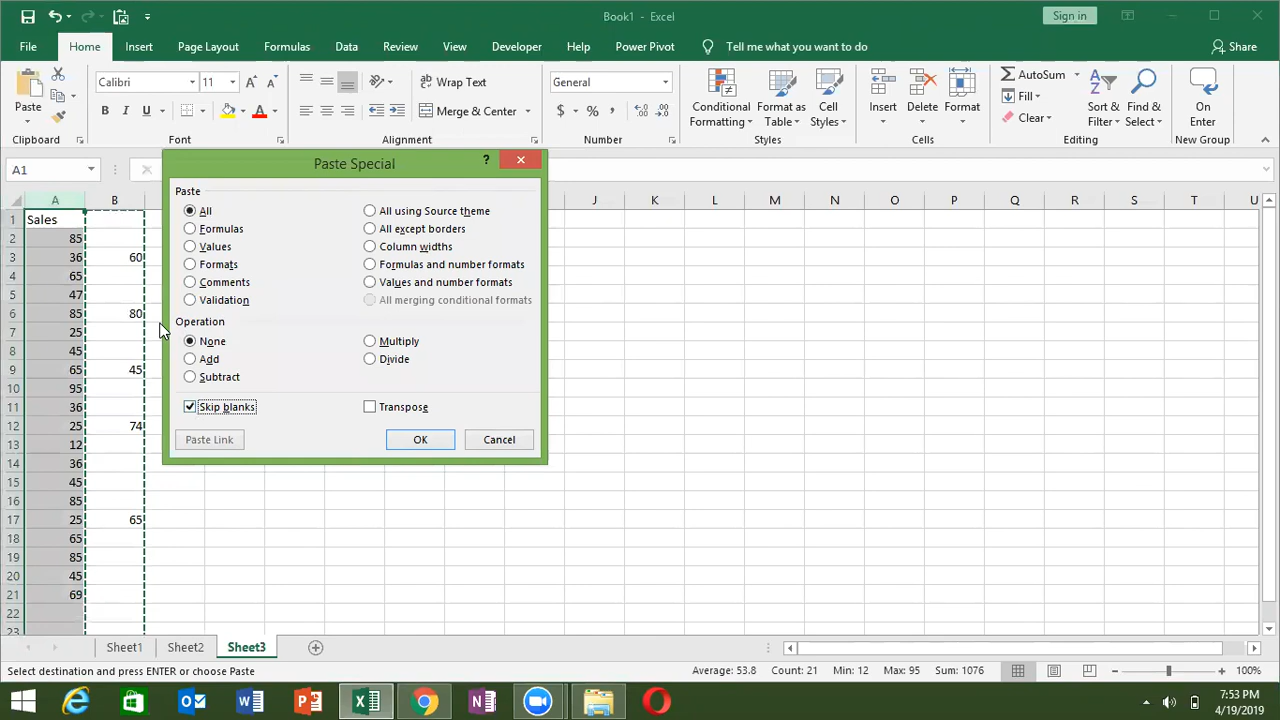 Book1 - Excel
Sign in
File Home Insert Page Layout Formulas Data Review View Developer Help Power Pivot Tell me what you want to do Share
Paste
Calibri 11
B I U
Wrap Text
Merge & Center
General
$ % ,
Conditional Formatting
Format as Table
Cell Styles
Insert Delete Format
AutoSum
Fill
Clear
Sort & Filter
Find & Select
On Enter
Clipboard Font Alignment Number Styles Cells Editing New Group
A1
Paste Special
?
Paste
All
Formulas
Values
Formats
Comments
Validation
All using Source theme
All except borders
Column widths
Formulas and number formats
Values and number formats
All merging conditional formats
Operation
None
Add
Subtract
Multiply
Divide
Skip blanks
Transpose
Paste Link
OK
Cancel
A B J K L M N O P Q R S T U
1 Sales
2 85
3 36 60
4 65
5 47
6 85 80
7 25
8 45
9 65 45
10 95
11 36
12 25 74
13 12
14 36
15 45
16 85
17 25 65
18 65
19 85
20 45
21 69
22
23
Sheet1 Sheet2 Sheet3
Select destination and press ENTER or choose Paste
Average: 53.8 Count: 21 Min: 12 Max: 95 Sum: 1076
100%
7:53 PM
4/19/2019